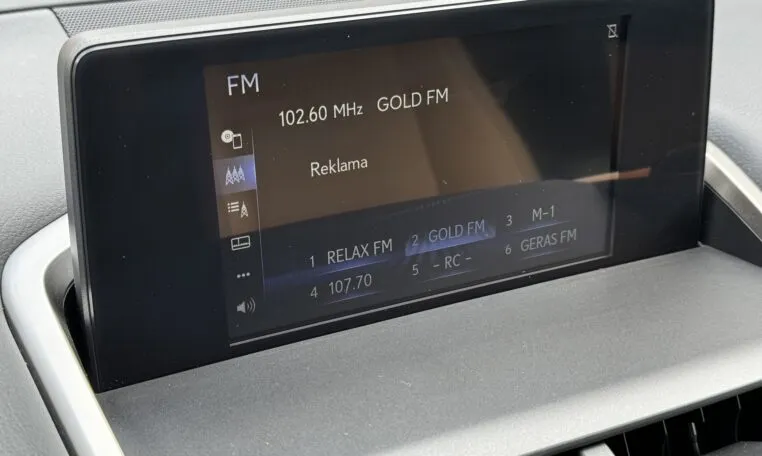 FM
102.60 MHz GOLD FM
Reklama
1 RELAX FM 2 GOLD FM 3 M-1
4 107.70 5 - RC - 6 GERAS FM